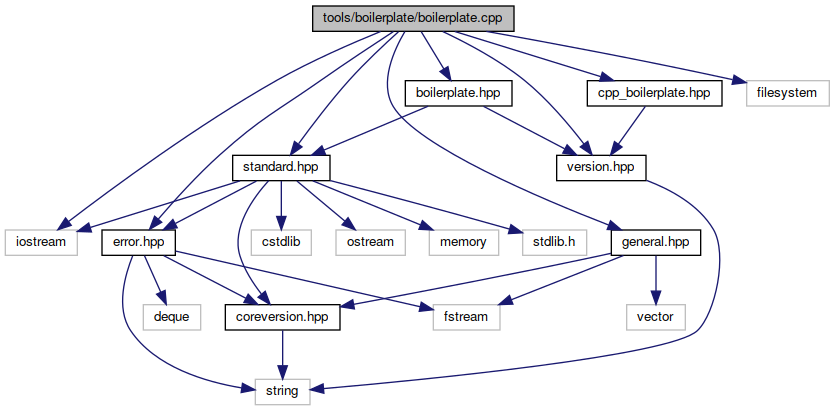 tools/boilerplate/boilerplate.cpp
boilerplate.hpp
cpp_boilerplate.hpp
filesystem
standard.hpp
version.hpp
iostream
error.hpp
cstdlib
ostream
memory
stdlib.h
general.hpp
deque
coreversion.hpp
fstream
vector
string